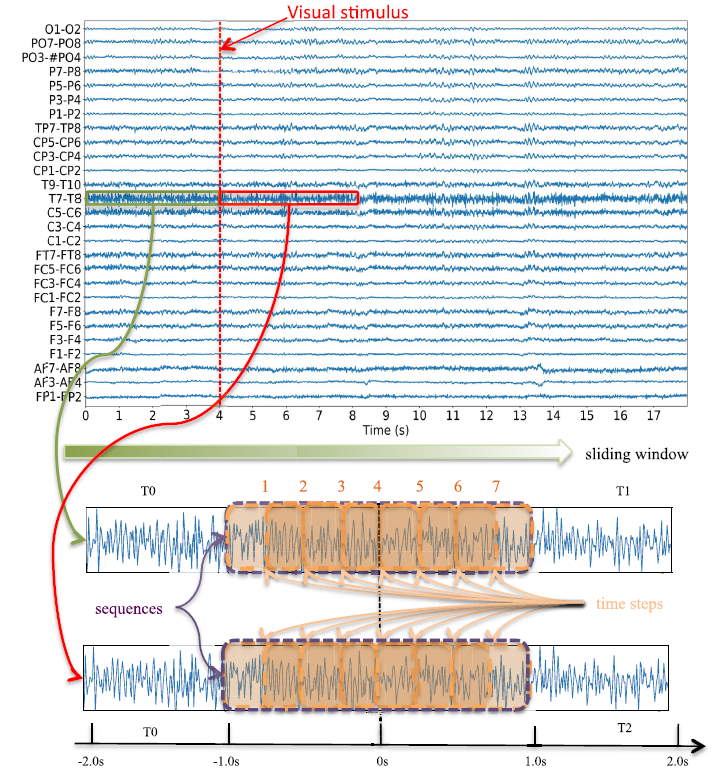 Visual stimulus
O1-O2
PO7-PO8
PO3-#PO4
P7-P8
P5-P6
P3-P4
P1-P2
TP7-TP8
CP5-CP6
CP3-CP4
CP1-CP2
T9-T10
T7-T8
C5-C6
C3-C4
C1-C2
FT7-FT8
FC5-FC6
FC3-FC4
FC1-FC2
F7-F8
F5-F6
F3-F4
F1-F2
AF7-AF8
AF3-AF4
FP1-FP2
0 1 2 3 4 5 6 7 8 9 10 11 12 13 14 15 16 17
Time (s)
sliding window
T0 1 2 3 4 5 6 7 T1
sequences
time steps
T0 T2
-2.0s -1.0s 0s 1.0s 2.0s